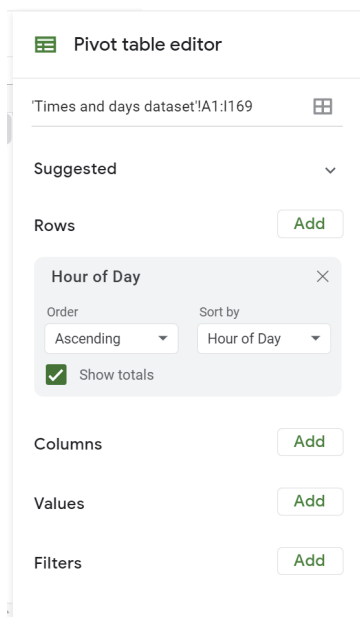 Pivot table editor
'Times and days dataset'!A1:I169
Suggested
Rows Add
Hour of Day
Order Sort by
Ascending Hour of Day
Show totals
Columns Add
Values Add
Filters Add